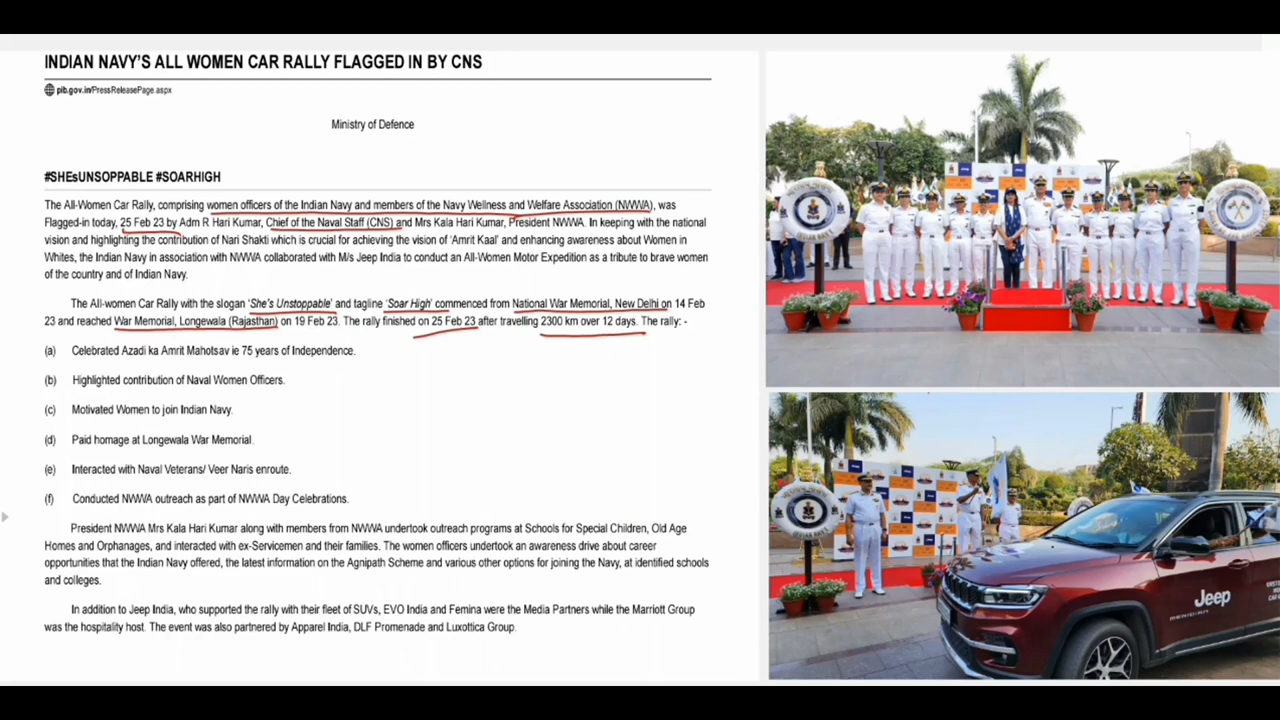 INDIAN NAVY'S ALL WOMEN CAR RALLY FLAGGED IN BY CNS
pib.gov.in/PressReleasePage.aspx
Ministry of Defence
#SHEsUNSOPPABLE #SOARHIGH
The All-Women Car Rally, comprising women officers of the Indian Navy and members of the Navy Wellness and Welfare Association (NWWA), was
Flagged-in today, 25 Feb 23 by Adm R Hari Kumar, Chief of the Naval Staff (CNS) and Mrs Kala Hari Kumar, President NWWA. In keeping with the national
vision and highlighting the contribution of Nari Shakti which is crucial for achieving the vision of 'Amrit Kaal' and enhancing awareness about Women in
Whites, the Indian Navy in association with NWWA collaborated with M/s Jeep India to conduct an All-Women Motor Expedition as a tribute to brave women
of the country and of Indian Navy.
The All-women Car Rally with the slogan 'She's Unstoppable' and tagline 'Soar High' commenced from National War Memorial, New Delhi on 14 Feb
23 and reached War Memorial, Longewala (Rajasthan) on 19 Feb 23. The rally finished on 25 Feb 23 after travelling 2300 km over 12 days. The rally: -
(a) Celebrated Azadi ka Amrit Mahotsav ie 75 years of Independence.
(b) Highlighted contribution of Naval Women Officers.
(c) Motivated Women to join Indian Navy.
(d) Paid homage at Longewala War Memorial.
(e) Interacted with Naval Veterans/ Veer Naris enroute.
(f) Conducted NWWA outreach as part of NWWA Day Celebrations.
President NWWA Mrs Kala Hari Kumar along with members from NWWA undertook outreach programs at Schools for Special Children, Old Age
Homes and Orphanages, and interacted with ex-Servicemen and their families. The women officers undertook an awareness drive about career
opportunities that the Indian Navy offered, the latest information on the Agnipath Scheme and various other options for joining the Navy, at identified schools
and colleges.
In addition to Jeep India, who supported the rally with their fleet of SUVs, EVO India and Femina were the Media Partners while the Marriott Group
was the hospitality host. The event was also partnered by Apparel India, DLF Promenade and Luxottica Group.
Jeep